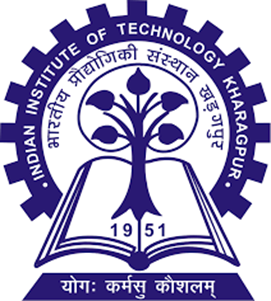 · INDIAN INSTITUTE OF TECHNOLOGY KHARAGPUR ·
भारतीय प्रौद्योगिकी संस्थान खड़गपुर
1951
योगः कर्मसु कौशलम्